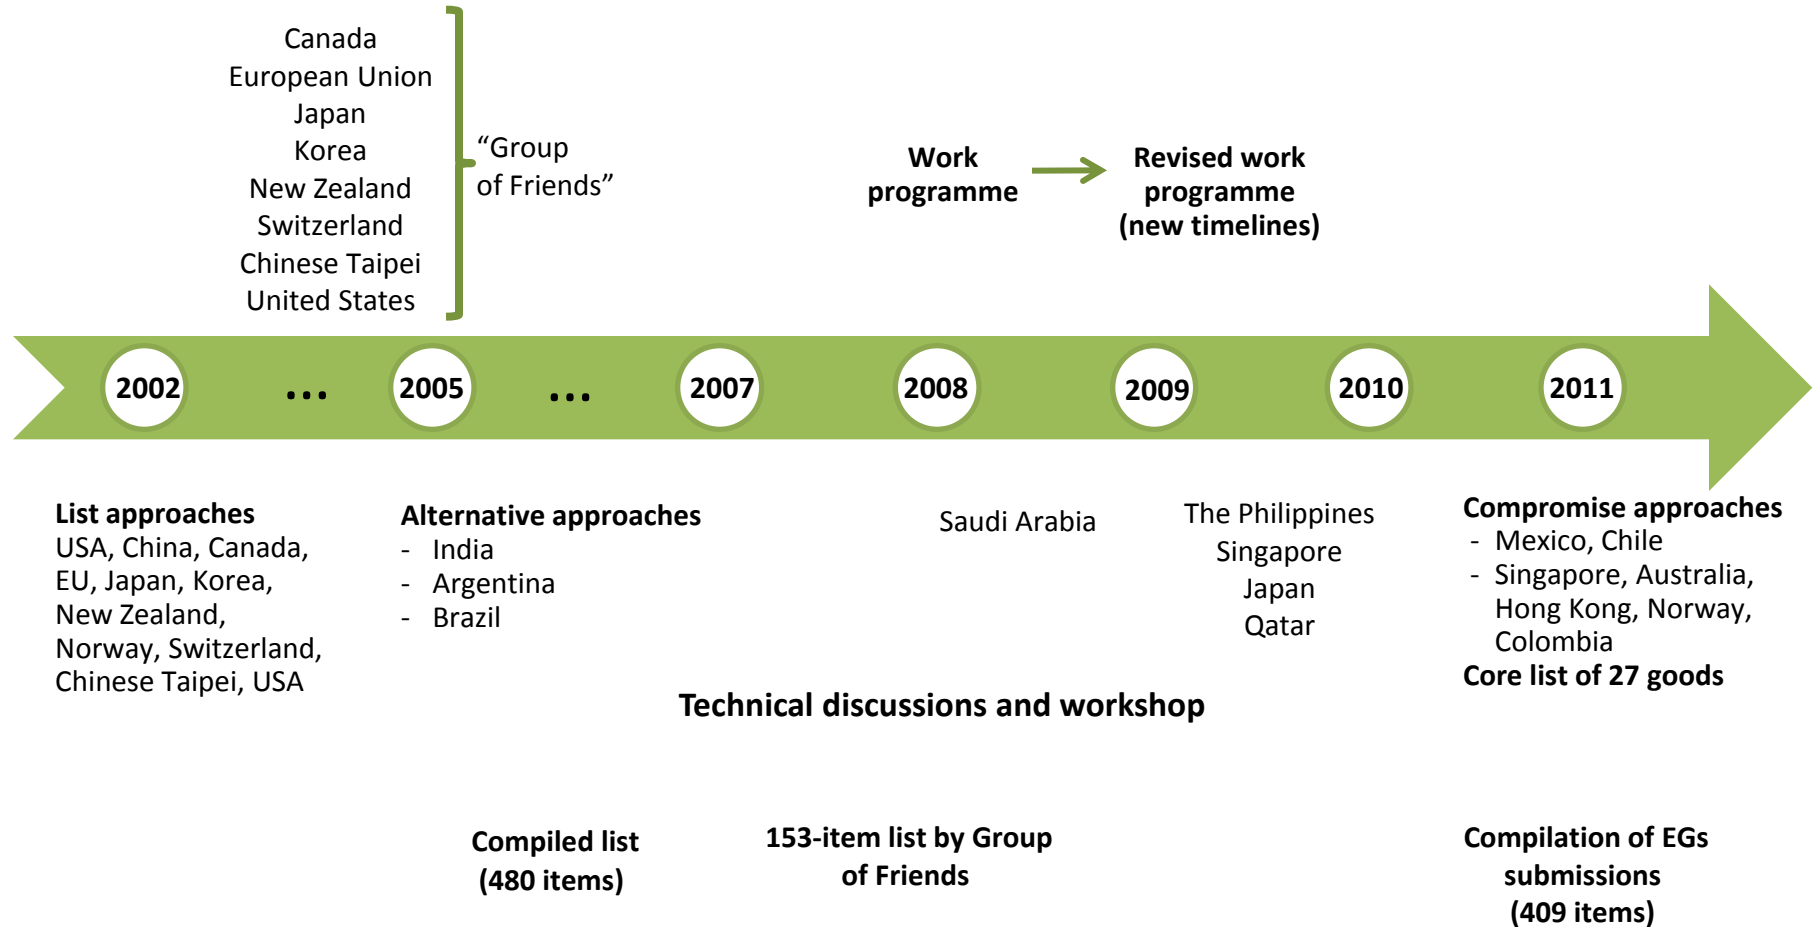 Canada
European Union
Japan
Korea
New Zealand
Switzerland
Chinese Taipei
United States
“Group
of Friends”
Work
programme
Revised work
programme
(new timelines)
2002
...
2005
...
2007
2008
2009
2010
2011
List approaches
USA, China, Canada,
EU, Japan, Korea,
New Zealand,
Norway, Switzerland,
Chinese Taipei, USA
Alternative approaches
- India
- Argentina
- Brazil
Saudi Arabia
The Philippines
Singapore
Japan
Qatar
Compromise approaches
- Mexico, Chile
- Singapore, Australia,
Hong Kong, Norway,
Colombia
Core list of 27 goods
Technical discussions and workshop
Compiled list
(480 items)
153-item list by Group
of Friends
Compilation of EGs
submissions
(409 items)